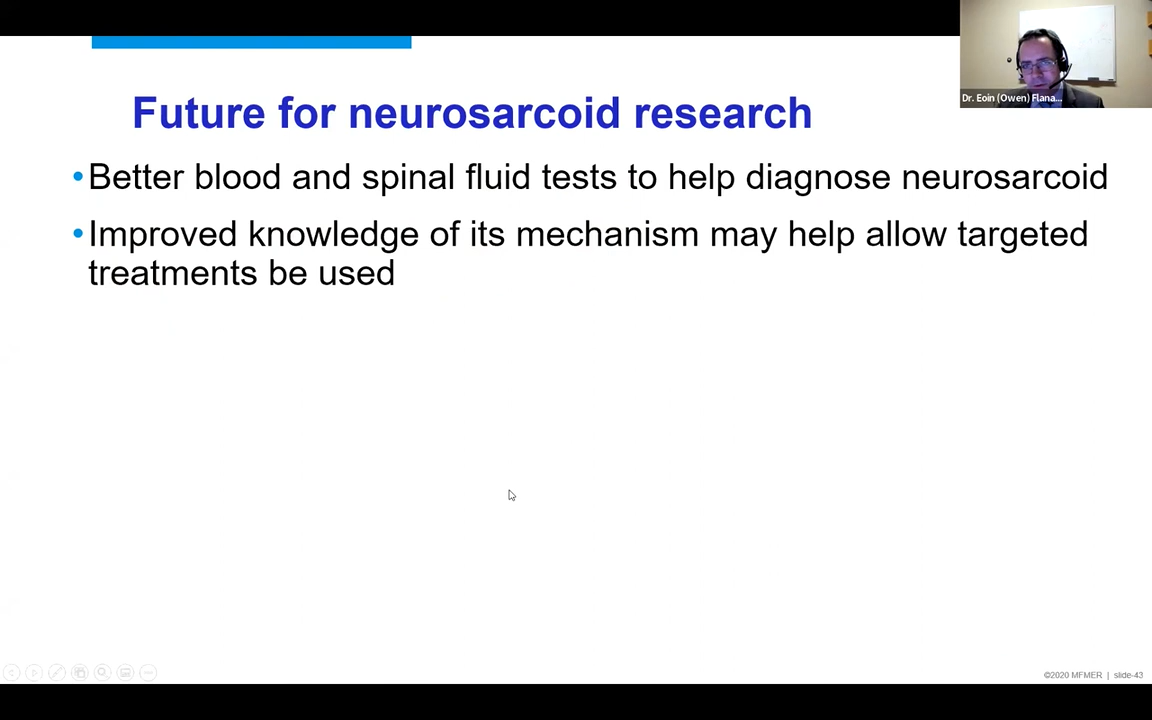 Dr. Eoin (Owen) Flana...
Future for neurosarcoid research
•Better blood and spinal fluid tests to help diagnose neurosarcoid
•Improved knowledge of its mechanism may help allow targeted
treatments be used
©2020 MFMER | slide-43